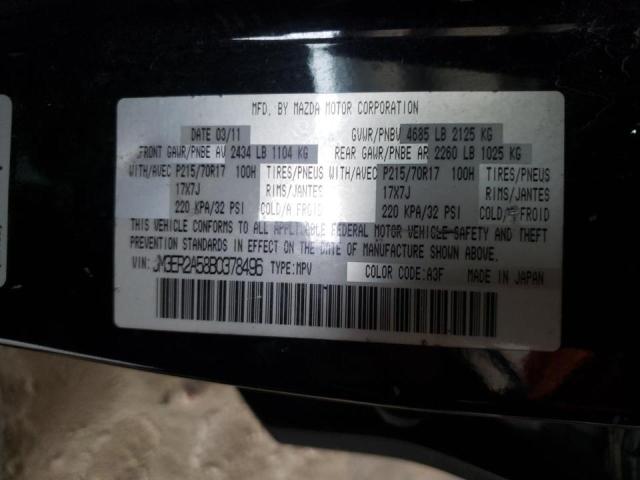 MFD. BY MAZDA MOTOR CORPORATION
DATE 03/11 GVWR/PNBV 4685 LB 2125 KG
FRONT GAWR/PNBE AV 2434 LB 1104 KG REAR GAWR/PNBE AR 2260 LB 1025 KG
WITH/AVEC P215/70R17 100H TIRES/PNEUS WITH/AVEC P215/70R17 100H TIRES/PNEUS
17X7J RIMS/JANTES 17X7J RIMS/JANTES
220 KPA/32 PSI COLD/A FROID 220 KPA/32 PSI COLD/A FROID
THIS VEHICLE CONFORMS TO ALL APPLICABLE FEDERAL MOTOR VEHICLE SAFETY AND THEFT
PREVENTION STANDARDS IN EFFECT ON THE DATE OF MANUFACTURE SHOWN ABOVE.
JM3ER2A58B0378496 TYPE:MPV COLOR CODE:A3F MADE IN JAPAN